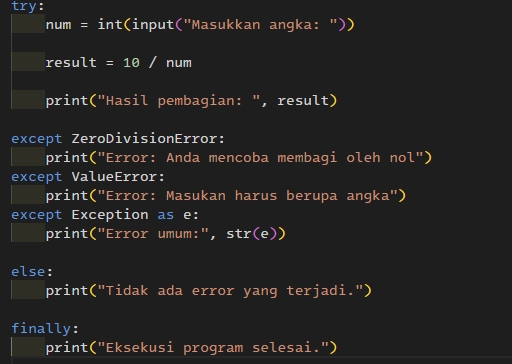 try:
    num = int(input("Masukkan angka: "))
    result = 10 / num
    print("Hasil pembagian: ", result)
except ZeroDivisionError:
    print("Error: Anda mencoba membagi oleh nol")
except ValueError:
    print("Error: Masukan harus berupa angka")
except Exception as e:
    print("Error umum:", str(e))
else:
    print("Tidak ada error yang terjadi.")
finally:
    print("Eksekusi program selesai.")